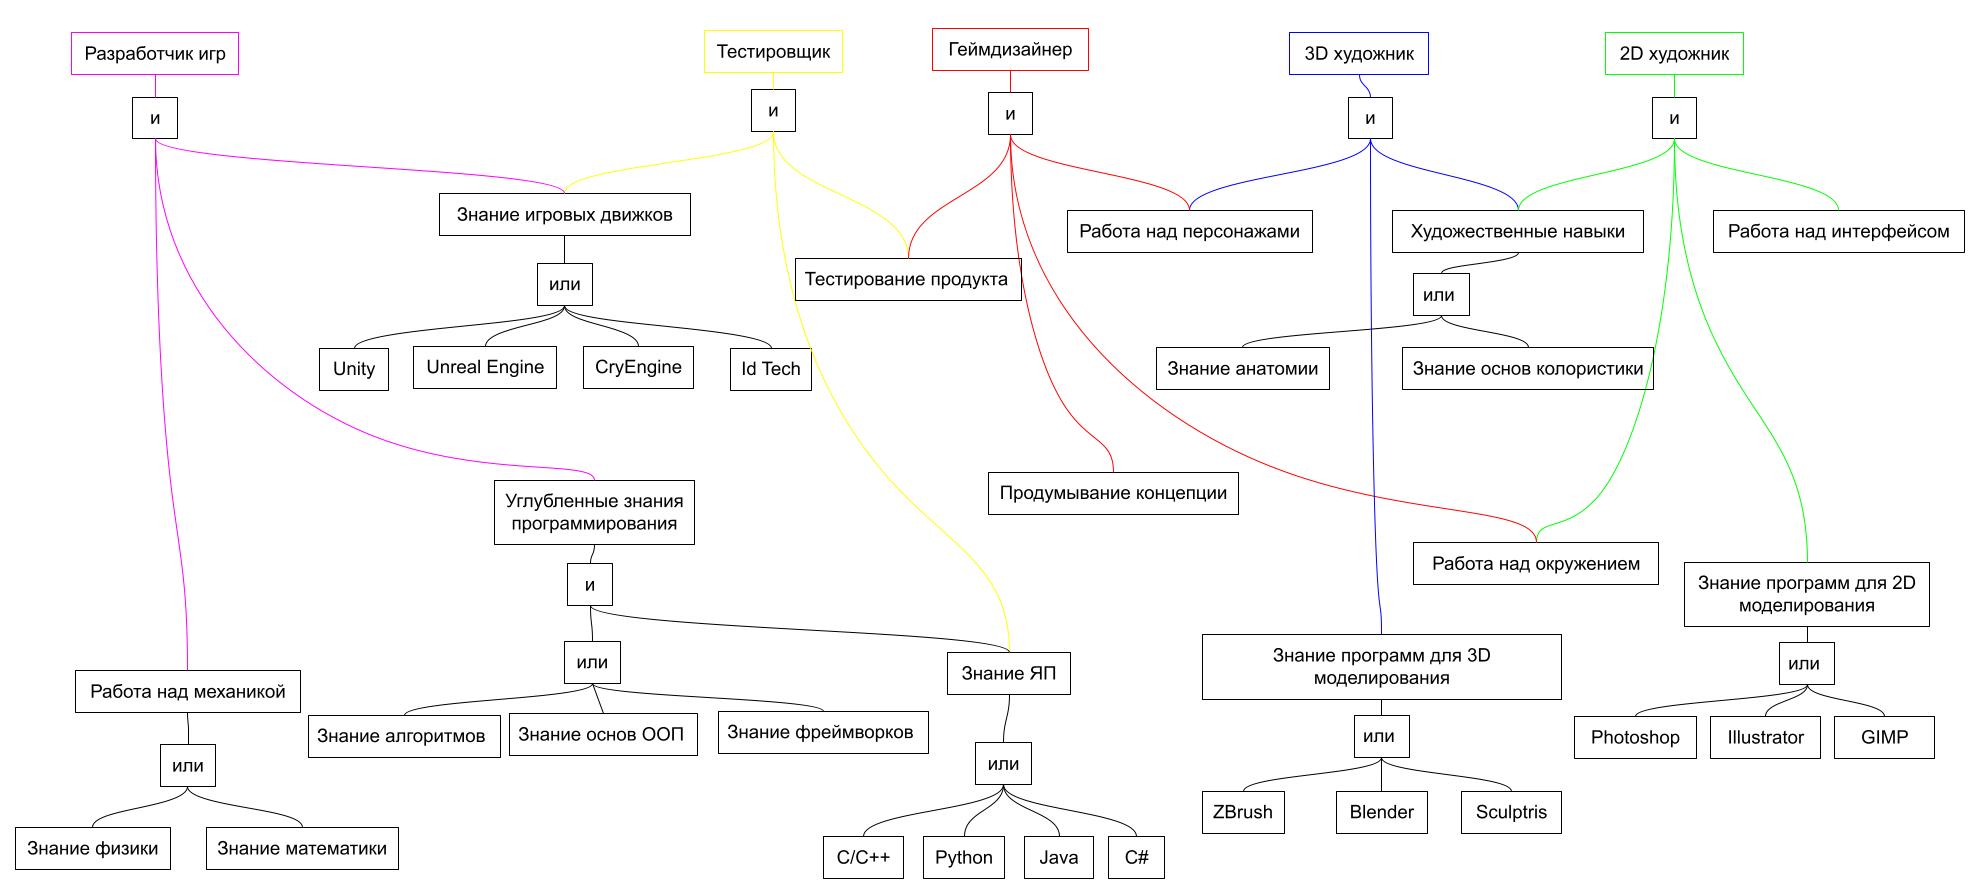 Разработчик игр
Тестировщик
Геймдизайнер
3D художник
2D художник
и
и
и
и
и
Знание игровых движков
Работа над персонажами
Художественные навыки
Работа над интерфейсом
Тестирование продукта
или
или
Unity
Unreal Engine
CryEngine
Id Tech
Знание анатомии
Знание основ колористики
Углубленные знания
программирования
Продумывание концепции
Работа над окружением
Знание программ для 2D
моделирования
и
или
Знание ЯП
Знание программ для 3D
моделирования
или
Работа над механикой
Знание алгоритмов
Знание основ ООП
Знание фреймворков
или
Photoshop
Illustrator
GIMP
или
или
ZBrush
Blender
Sculptris
Знание физики
Знание математики
C/C++
Python
Java
C#